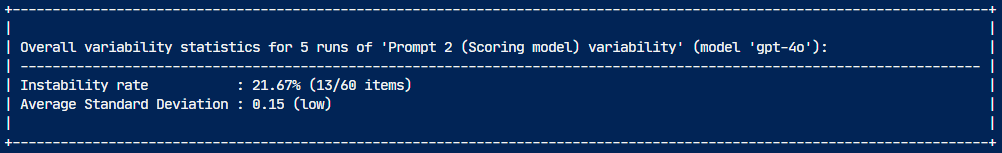 Overall variability statistics for 5 runs of 'Prompt 2 (Scoring model) variability' (model 'gpt-4o'):
Instability rate : 21.67% (13/60 items)
Average Standard Deviation : 0.15 (low)